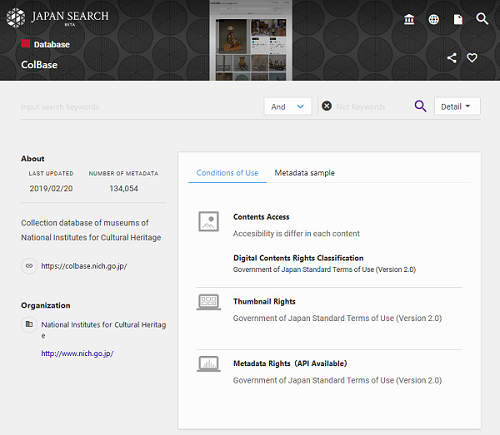 JAPAN SEARCH
BETA
Database
ColBase
Input search keywords
And
Not Keywords
Detail
About
LAST UPDATED
NUMBER OF METADATA
2019/02/20
134,054
Collection database of museums of
National Institutes for Cultural Heritage
https://colbase.nich.go.jp/
Organization
National Institutes for Cultural Heritag
e
http://www.nich.go.jp/
Conditions of Use
Metadata sample
Contents Access
Accesibility is differ in each content
Digital Contents Rights Classification
Government of Japan Standard Terms of Use (Version 2.0)
Thumbnail Rights
Government of Japan Standard Terms of Use (Version 2.0)
Metadata Rights (API Available)
Government of Japan Standard Terms of Use (Version 2.0)